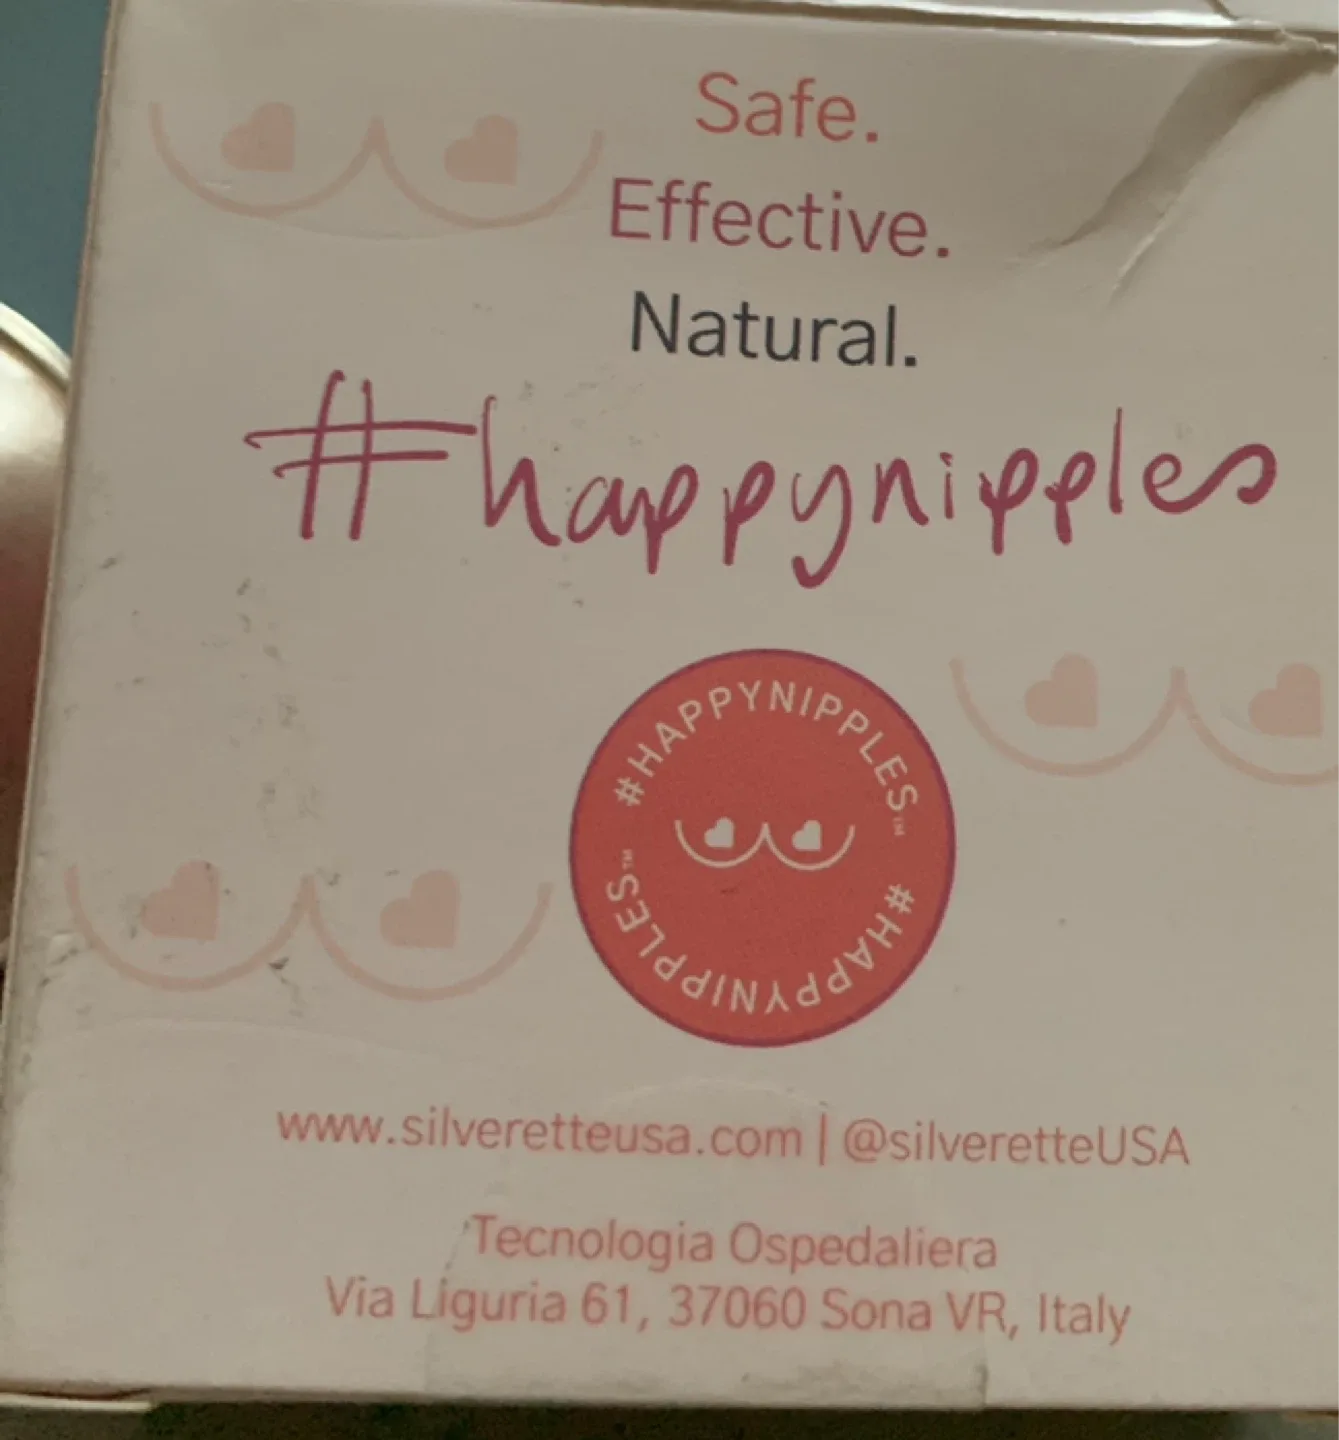 Safe.
Effective.
Natural.
#happynipples
#HAPPYNIPPLES™
#HAPPYNIPPLES™
www.silveretteusa.com | @silveretteUSA
Tecnologia Ospedaliera
Via Liguria 61, 37060 Sona VR, Italy